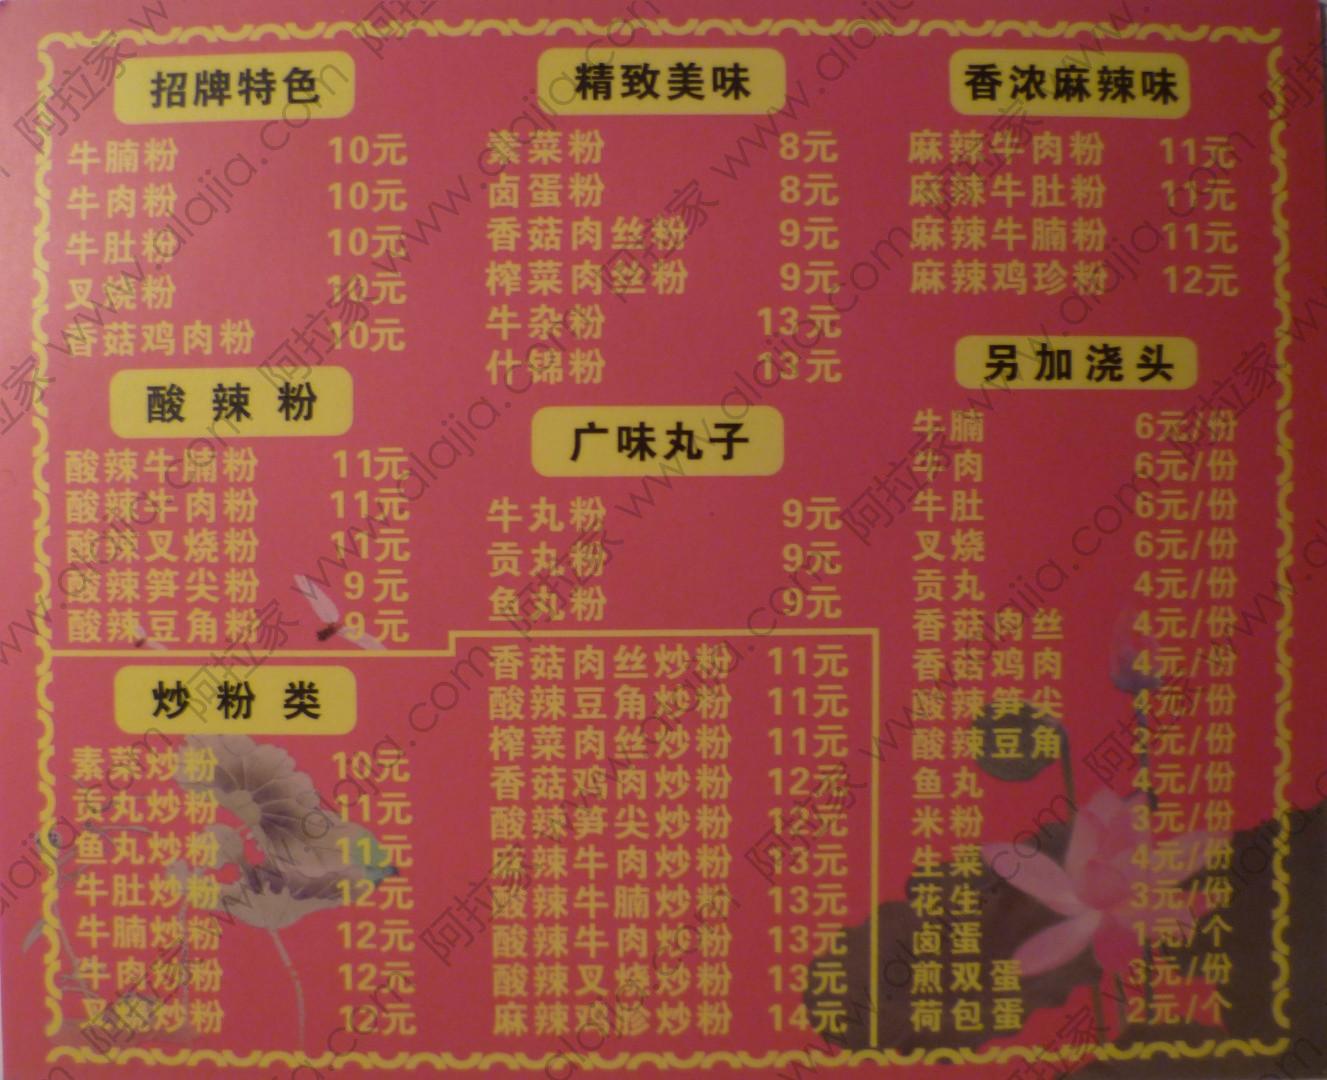 招牌特色
牛腩粉 10元
牛肉粉 10元
牛肚粉 10元
叉烧粉 10元
香菇鸡肉粉 10元
酸辣粉
酸辣牛腩粉 11元
酸辣牛肉粉 11元
酸辣叉烧粉 11元
酸辣笋尖粉 9元
酸辣豆角粉 9元
精致美味
素菜粉 8元
卤蛋粉 8元
香菇肉丝粉 9元
榨菜肉丝粉 9元
牛杂粉 13元
什锦粉 13元
广味丸子
牛丸粉 9元
贡丸粉 9元
鱼丸粉 9元
炒粉类
素菜炒粉 10元
贡丸炒粉 11元
鱼丸炒粉 11元
牛肚炒粉 12元
牛腩炒粉 12元
牛肉炒粉 12元
叉烧炒粉 12元
香菇肉丝炒粉 11元
酸辣豆角炒粉 11元
榨菜肉丝炒粉 11元
香菇鸡肉炒粉 12元
酸辣笋尖炒粉
麻辣牛肉炒粉 13元
酸辣牛腩炒粉 13元
酸辣牛肉炒粉 13元
酸辣叉烧炒粉 13元
麻辣鸡珍炒粉 14元
香浓麻辣味
麻辣牛肉粉 11元
麻辣牛肚粉 11元
麻辣牛腩粉 11元
麻辣鸡珍粉 12元
另加浇头
牛腩 6元/份
牛肉 6元/份
牛肚 6元/份
叉烧 6元/份
贡丸 4元/份
香菇肉丝 4元/份
香菇鸡肉 4元/份
酸辣笋尖 4元/份
酸辣豆角 2元/份
鱼丸 4元/份
米粉 3元/份
生菜 4元/份
花生 3元/份
卤蛋 1元/个
煎双蛋 3元/份
荷包蛋 2元/个
阿拉家 www.alajia.com